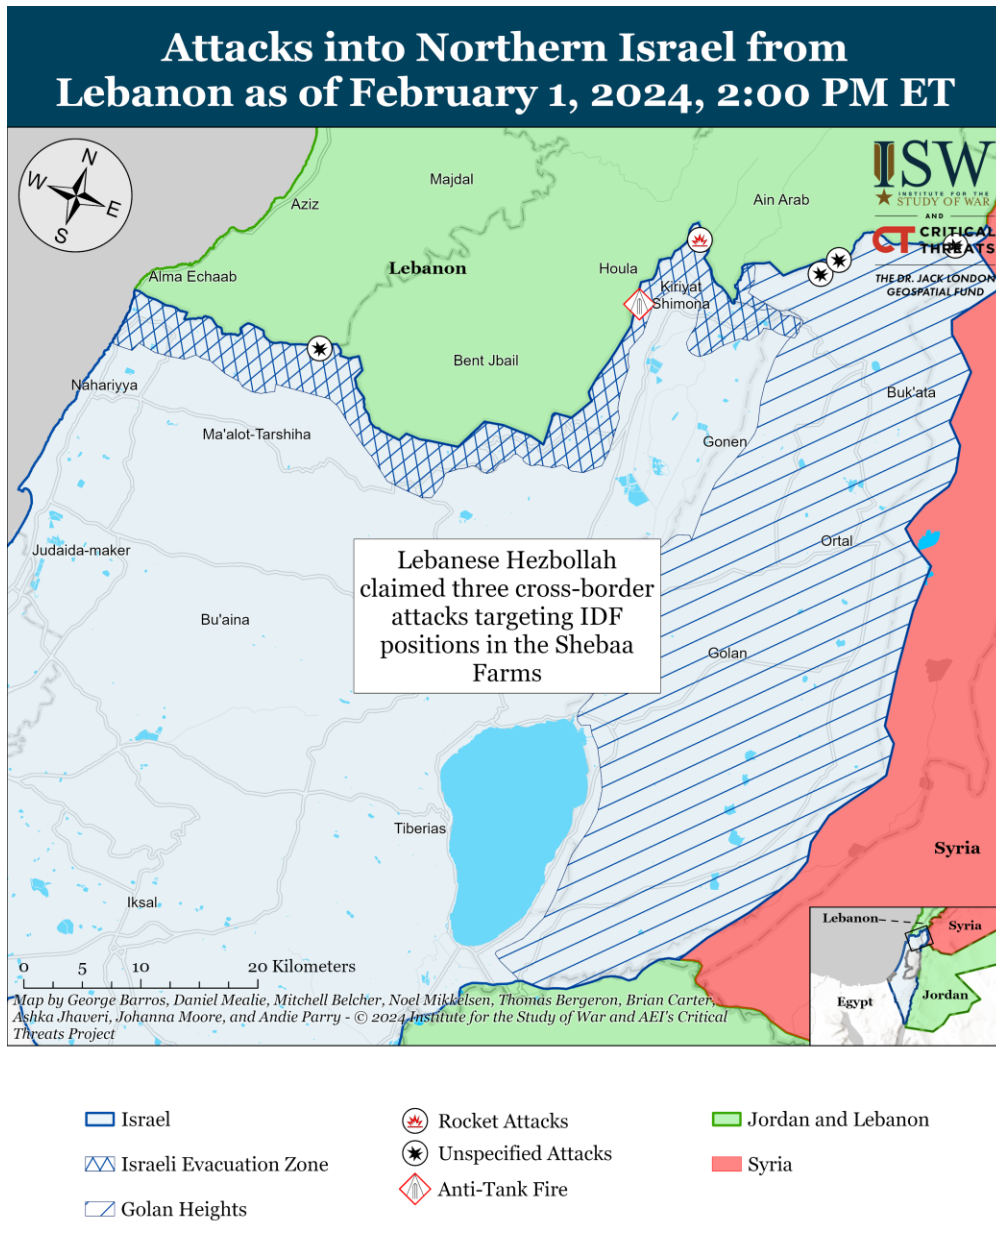 Attacks into Northern Israel from
Lebanon as of February 1, 2024, 2:00 PM ET
N
W
E
S
ISW
INSTITUTE FOR THE
STUDY OF WAR
AND
CT CRITICAL
THREATS
THE DR. JACK LONDON
GEOSPATIAL FUND
Majdal
Aziz
Ain Arab
Lebanon
Houla
Alma Echaab
Kiriyat
Shimona
Bent Jbail
Nahariyya
Buk'ata
Ma'alot-Tarshiha
Gonen
Judaida-maker
Ortal
Lebanese Hezbollah
claimed three cross-border
attacks targeting IDF
positions in the Shebaa
Farms
Bu'aina
Golan
Tiberias
Syria
Iksal
Lebanon
Syria
Egypt
Jordan
0 5 10 20 Kilometers
Map by George Barros, Daniel Mealie, Mitchell Belcher, Noel Mikkelsen, Thomas Bergeron, Brian Carter,
Ashka Jhaveri, Johanna Moore, and Andie Parry - © 2024 Institute for the Study of War and AEI's Critical
Threats Project
Israel
Rocket Attacks
Jordan and Lebanon
Israeli Evacuation Zone
Unspecified Attacks
Syria
Golan Heights
Anti-Tank Fire